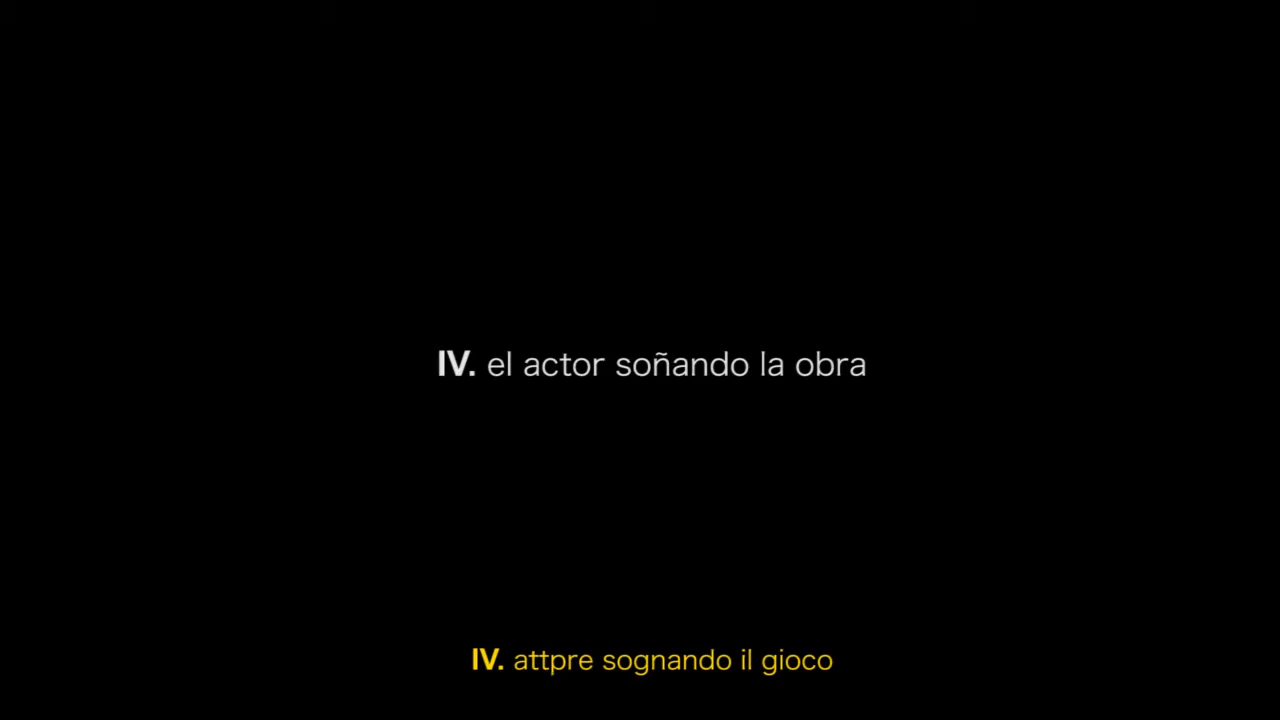 IV. el actor soñando la obra
IV. attpre sognando il gioco